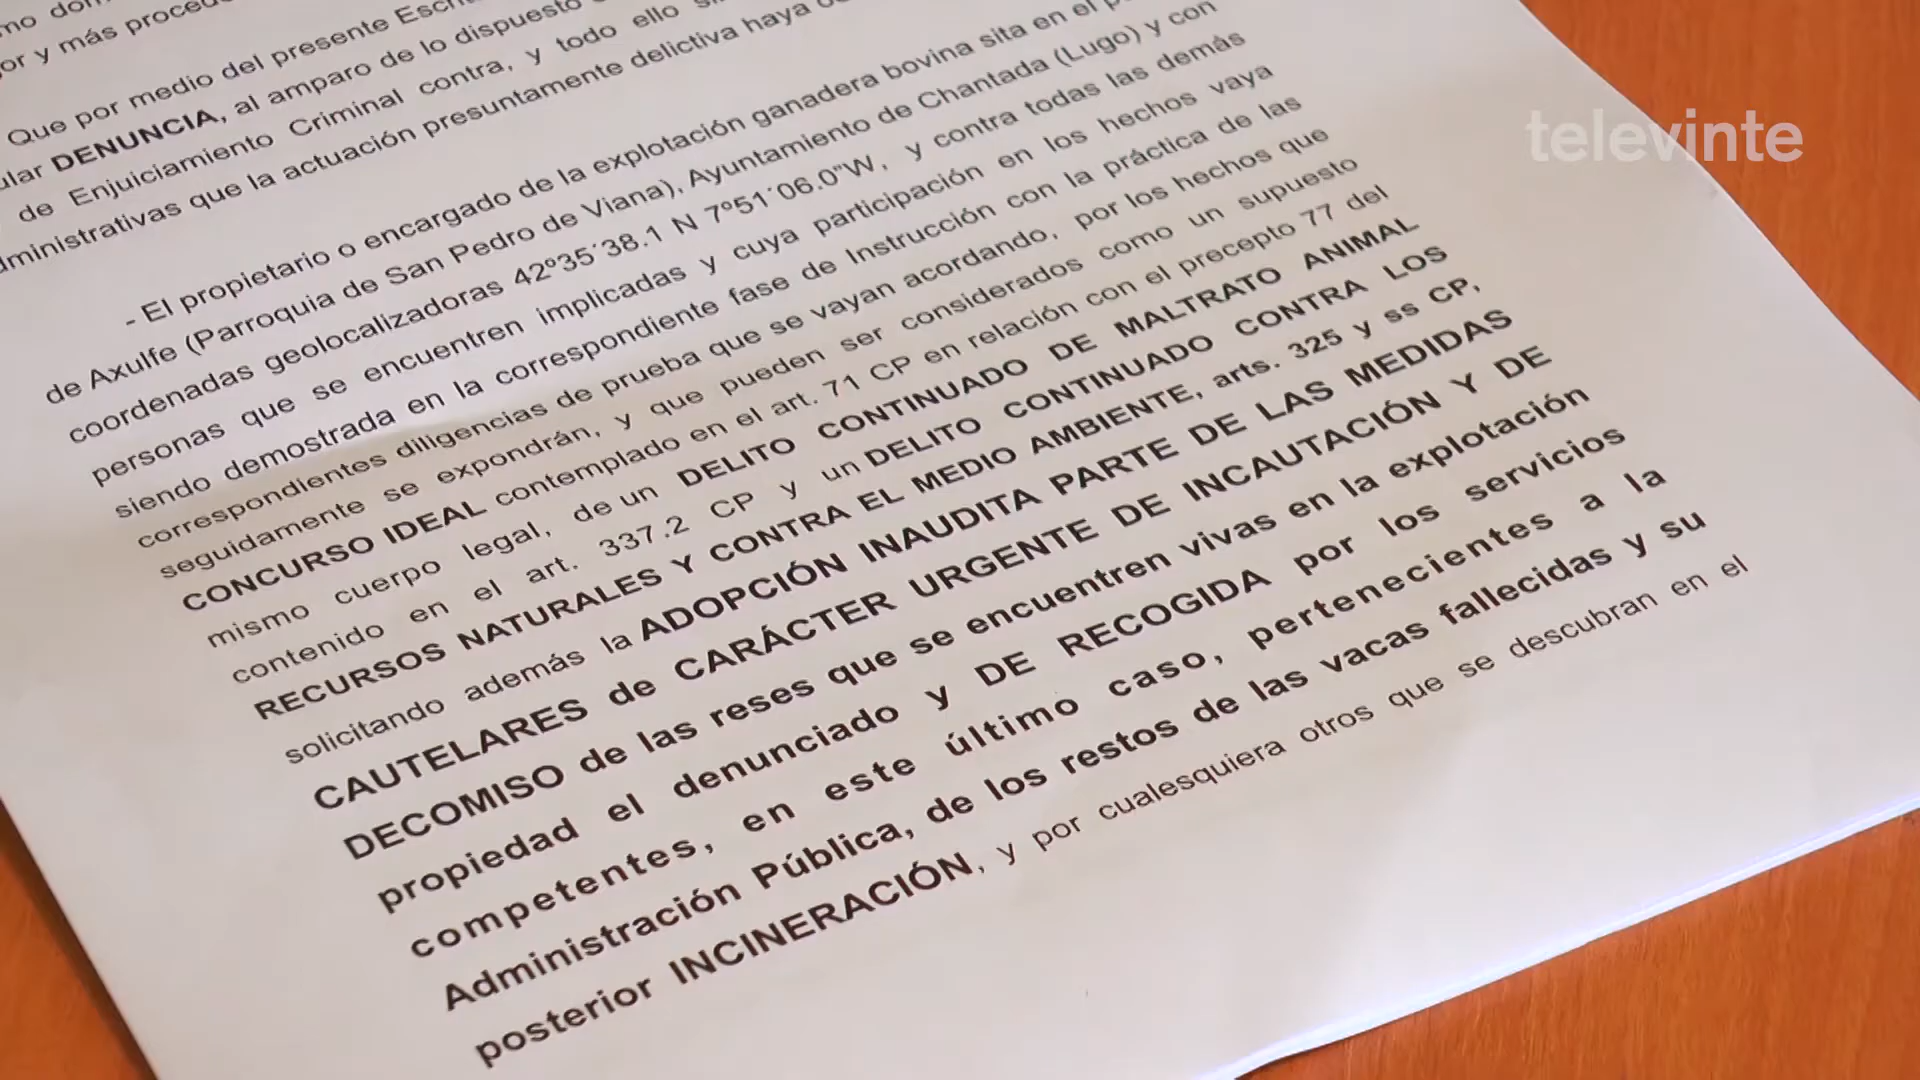 Que por medio del presente
DENUNCIA, al amparo de lo dispuesto
de Enjuiciamiento Criminal contra, y todo ello
que la actuación presuntamente delictiva haya
- El propietario o encargado de la explotación ganadera bovina sita en el
de Axulfe (Parroquia de San Pedro de Viana), Ayuntamiento de Chantada (Lugo) y con
coordenadas geolocalizadoras 42º35´38.1 N 7º51´06.0"W, y contra todas las demás
personas que se encuentren implicadas y cuya participación en los hechos vaya
siendo demostrada en la correspondiente fase de Instrucción con la práctica de las
correspondientes diligencias de prueba que se vayan acordando, por los hechos que
seguidamente se expondrán, y que pueden ser considerados como un supuesto
CONCURSO IDEAL contemplado en el art. 71 CP en relación con el precepto 77 del
mismo cuerpo legal, de un DELITO CONTINUADO DE MALTRATO ANIMAL
contenido en el art. 337.2 CP y un DELITO CONTINUADO CONTRA LOS
RECURSOS NATURALES Y CONTRA EL MEDIO AMBIENTE, arts. 325 y ss CP,
solicitando además la ADOPCIÓN INAUDITA PARTE DE LAS MEDIDAS
CAUTELARES de CARÁCTER URGENTE DE INCAUTACIÓN Y DE
DECOMISO de las reses que se encuentren vivas en la explotación
propiedad el denunciado y DE RECOGIDA por los servicios
competentes, en este último caso, pertenecientes a la
Administración Pública, de los restos de las vacas fallecidas y su
posterior INCINERACIÓN, y por cualesquiera otros que se descubran en el
televinte